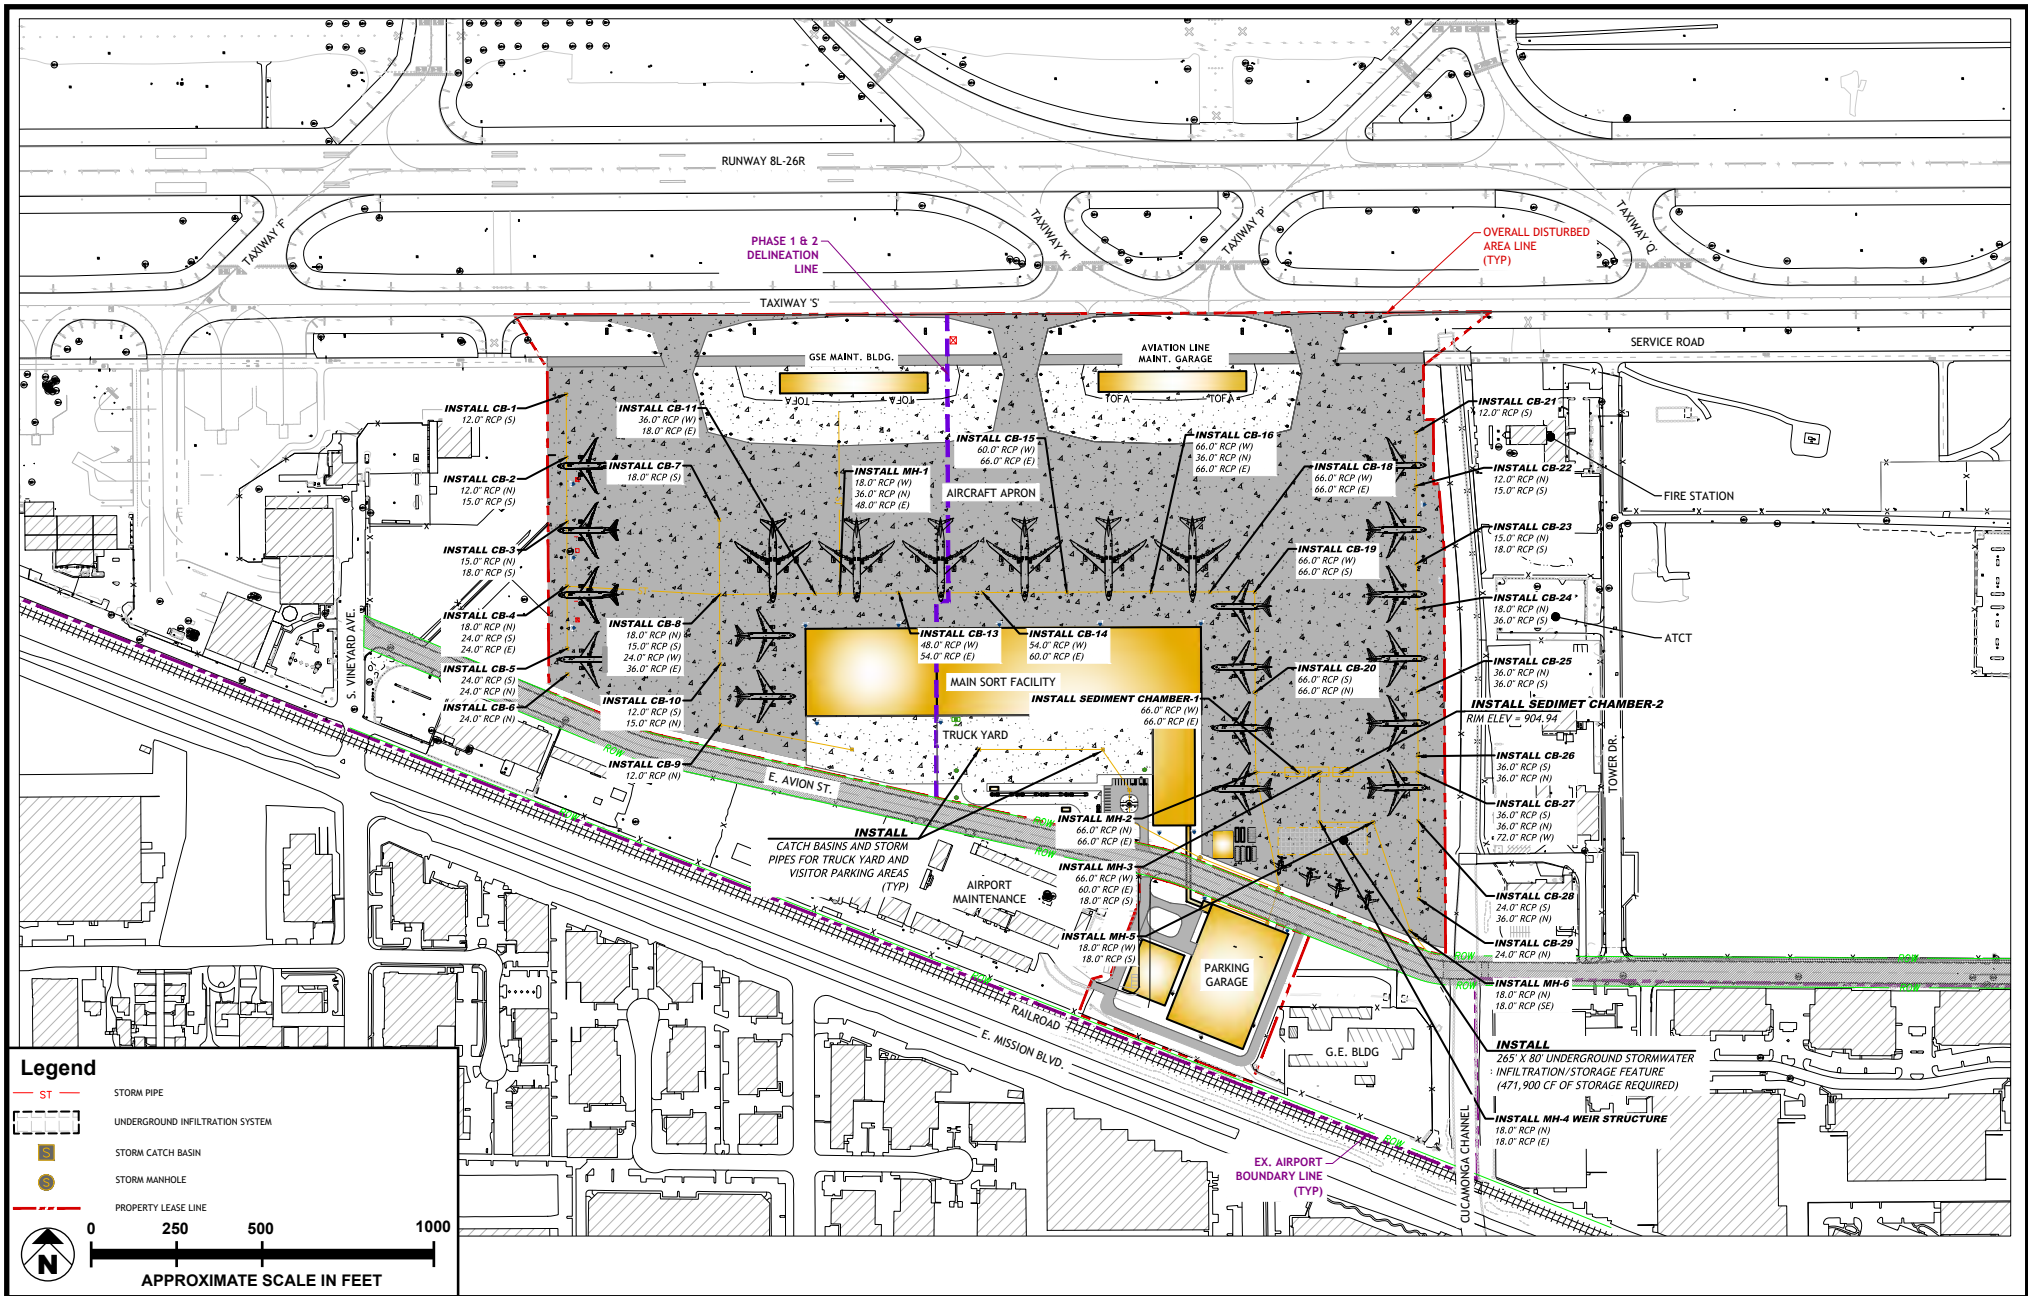 RUNWAY 8L-26R
TAXIWAY 'F'
TAXIWAY 'K'
TAXIWAY 'P'
TAXIWAY 'Q'
PHASE 1 & 2
DELINEATION
LINE
OVERALL DISTURBED
AREA LINE
(TYP)
TAXIWAY 'S'
SERVICE ROAD
GSE MAINT. BLDG.
AVIATION LINE
MAINT. GARAGE
TOFA
TOFA
TOFA
TOFA
INSTALL CB-1
12.0" RCP (S)
INSTALL CB-2
12.0" RCP (N)
15.0" RCP (S)
INSTALL CB-3
15.0" RCP (N)
18.0" RCP (S)
INSTALL CB-4
18.0" RCP (N)
24.0" RCP (S)
24.0" RCP (E)
INSTALL CB-5
24.0" RCP (S)
24.0" RCP (N)
INSTALL CB-6
24.0" RCP (N)
INSTALL CB-11
36.0" RCP (W)
18.0" RCP (E)
INSTALL CB-7
18.0" RCP (S)
INSTALL CB-8
18.0" RCP (N)
15.0" RCP (S)
24.0" RCP (W)
36.0" RCP (E)
INSTALL CB-10
12.0" RCP (S)
15.0" RCP (N)
INSTALL CB-9
12.0" RCP (N)
INSTALL MH-1
18.0" RCP (W)
36.0" RCP (N)
48.0" RCP (E)
AIRCRAFT APRON
INSTALL CB-15
60.0" RCP (W)
66.0" RCP (E)
INSTALL CB-16
66.0" RCP (W)
36.0" RCP (N)
66.0" RCP (E)
INSTALL CB-18
66.0" RCP (W)
66.0" RCP (E)
INSTALL CB-19
66.0" RCP (W)
66.0" RCP (S)
INSTALL CB-13
48.0" RCP (W)
54.0" RCP (E)
INSTALL CB-14
54.0" RCP (W)
60.0" RCP (E)
INSTALL CB-20
66.0" RCP (S)
66.0" RCP (N)
MAIN SORT FACILITY
INSTALL SEDIMENT CHAMBER-1
66.0" RCP (W)
66.0" RCP (E)
TRUCK YARD
INSTALL CB-21
12.0" RCP (S)
INSTALL CB-22
12.0" RCP (N)
15.0" RCP (S)
FIRE STATION
INSTALL CB-23
15.0" RCP (N)
18.0" RCP (S)
INSTALL CB-24
18.0" RCP (N)
36.0" RCP (S)
ATCT
INSTALL CB-25
36.0" RCP (N)
36.0" RCP (S)
INSTALL SEDIMET CHAMBER-2
RIM ELEV = 904.94
INSTALL CB-26
36.0" RCP (S)
36.0" RCP (N)
INSTALL CB-27
36.0" RCP (S)
36.0" RCP (N)
72.0" RCP (W)
TOWER DR.
INSTALL CB-28
24.0" RCP (S)
36.0" RCP (N)
INSTALL CB-29
24.0" RCP (N)
INSTALL MH-6
18.0" RCP (N)
18.0" RCP (SE)
INSTALL
265' X 80' UNDERGROUND STORMWATER
INFILTRATION/STORAGE FEATURE
(471,900 CF OF STORAGE REQUIRED)
INSTALL MH-4 WEIR STRUCTURE
18.0" RCP (N)
18.0" RCP (E)
S. VINEYARD AVE.
E. AVION ST.
INSTALL
CATCH BASINS AND STORM
PIPES FOR TRUCK YARD AND
VISITOR PARKING AREAS
(TYP)
INSTALL MH-2
66.0" RCP (N)
66.0" RCP (E)
INSTALL MH-3
66.0" RCP (W)
60.0" RCP (E)
18.0" RCP (S)
INSTALL MH-5
18.0" RCP (W)
18.0" RCP (S)
AIRPORT
MAINTENANCE
PARKING
GARAGE
RAILROAD
E. MISSION BLVD.
G.E. BLDG
CUCAMONGA CHANNEL
EX. AIRPORT
BOUNDARY LINE
(TYP)
ROW
ROW
ROW
ROW
ROW
ROW
ROW
ROW
ROW
ROW
ROW
Legend
ST STORM PIPE
UNDERGROUND INFILTRATION SYSTEM
S STORM CATCH BASIN
S STORM MANHOLE
PROPERTY LEASE LINE
0 250 500 1000
N
APPROXIMATE SCALE IN FEET